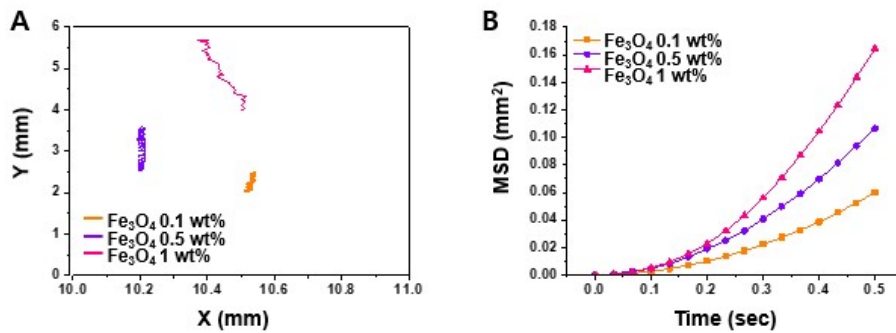 A
Y (mm)
6
5
4
3
2
1
0
Fe₃O₄ 0.1 wt%
Fe₃O₄ 0.5 wt%
Fe₃O₄ 1 wt%
10.0 10.2 10.4 10.6 10.8 11.0
X (mm)
B
MSD (mm²)
0.18
0.16
0.14
0.12
0.10
0.08
0.06
0.04
0.02
0.00
Fe₃O₄ 0.1 wt%
Fe₃O₄ 0.5 wt%
Fe₃O₄ 1 wt%
0.0 0.1 0.2 0.3 0.4 0.5
Time (sec)